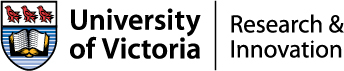 University
of Victoria
Research &
Innovation